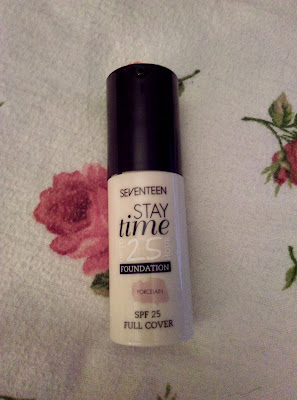 SEVENTEEN
STAY
time
25
FOUNDATION
PORCELAIN
SPF 25
FULL COVER